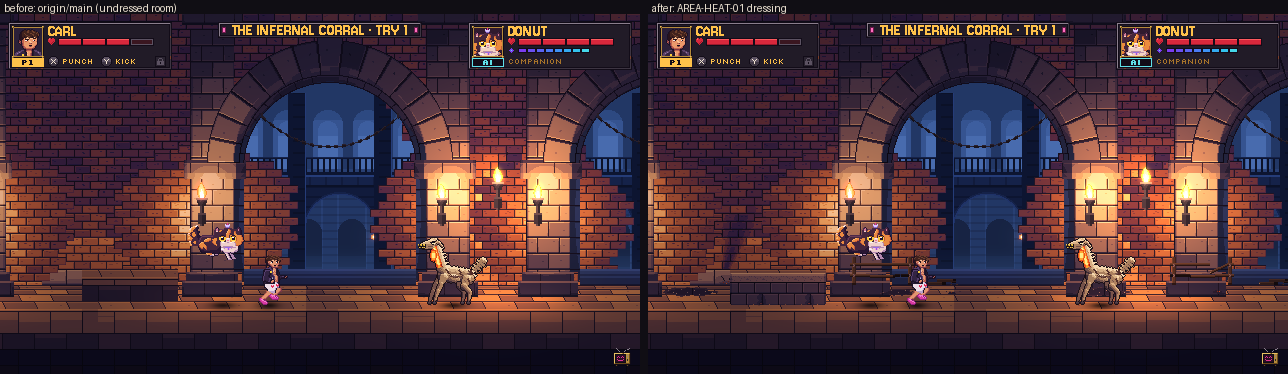 before: origin/main (undressed room)
CARL
P1
PUNCH
KICK
X
Y
THE INFERNAL CORRAL · TRY 1
DONUT
AI
COMPANION
after: AREA-HEAT-01 dressing
CARL
P1
PUNCH
KICK
X
Y
THE INFERNAL CORRAL · TRY 1
DONUT
AI
COMPANION